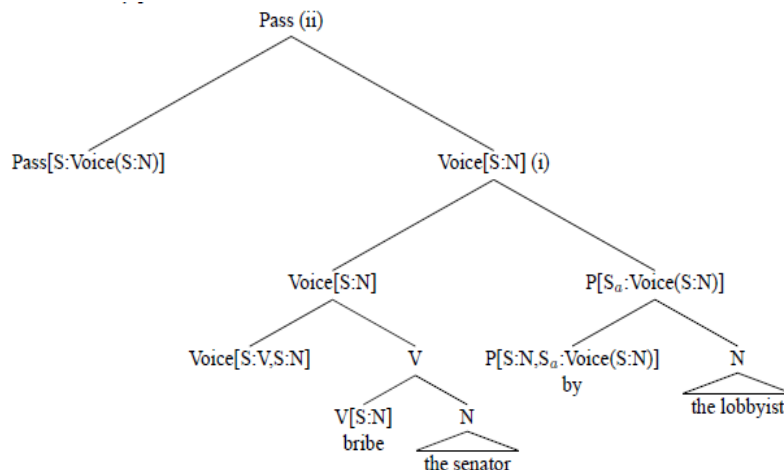 Pass (ii)
Pass[S:Voice(S:N)] Voice[S:N] (i)
Voice[S:N] P[Sₐ:Voice(S:N)]
Voice[S:V,S:N] V P[S:N,Sₐ:Voice(S:N)] N
by the lobbyist
V[S:N] N
bribe the senator